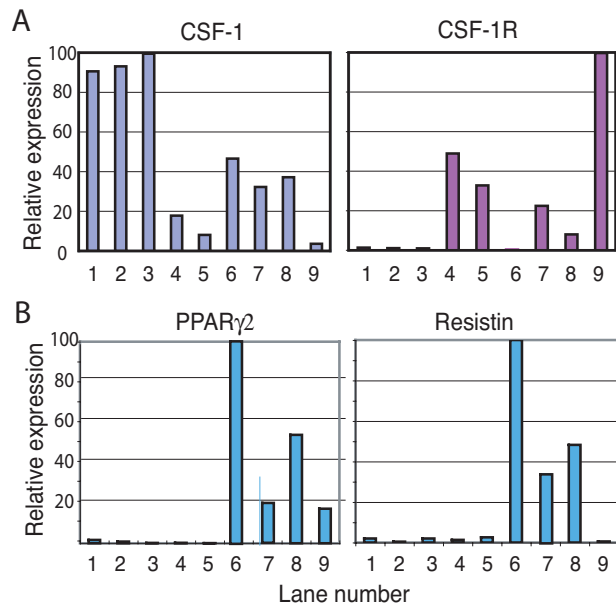 A
CSF-1 CSF-1R
Relative expression
100
80
60
40
20
0
1 2 3 4 5 6 7 8 9 1 2 3 4 5 6 7 8 9
B
PPARγ2 Resistin
Relative expression
100
80
60
40
20
1 2 3 4 5 6 7 8 9 1 2 3 4 5 6 7 8 9
Lane number